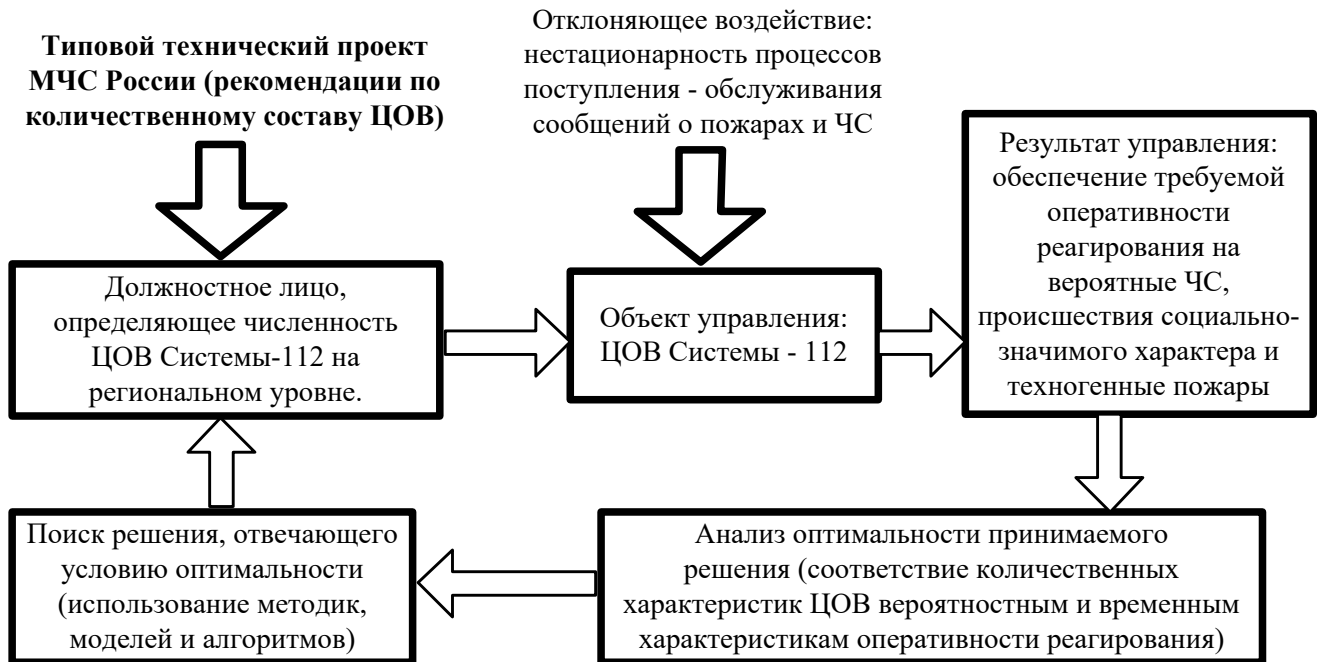 Типовой технический проект
МЧС России (рекомендации по
количественному составу ЦОВ)
Отклоняющее воздействие:
нестационарность процессов
поступления - обслуживания
сообщений о пожарах и ЧС
Должностное лицо,
определяющее численность
ЦОВ Системы-112 на
региональном уровне.
Объект управления:
ЦОВ Системы - 112
Результат управления:
обеспечение требуемой
оперативности
реагирования на
вероятные ЧС,
происшествия социально-
значимого характера и
техногенные пожары
Анализ оптимальности принимаемого
решения (соответствие количественных
характеристик ЦОВ вероятностным и временным
характеристикам оперативности реагирования)
Поиск решения, отвечающего
условию оптимальности
(использование методик,
моделей и алгоритмов)